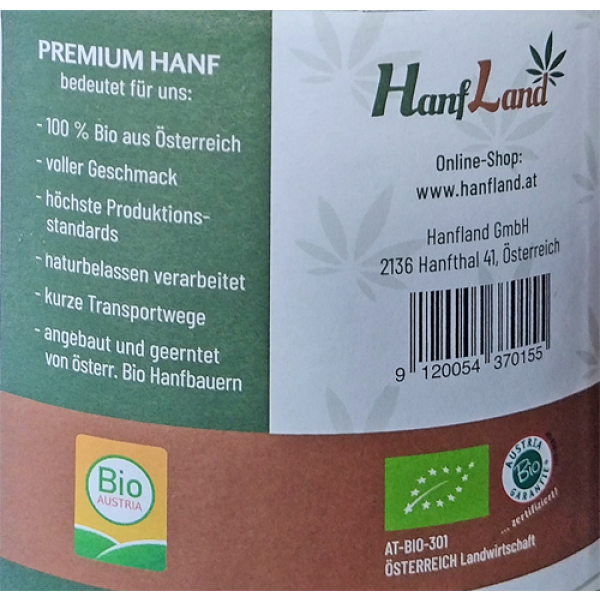 PREMIUM HANF
bedeutet für uns:
- 100 % Bio aus Österreich
- voller Geschmack
- höchste Produktions-
standards
- naturbelassen verarbeitet
- kurze Transportwege
- angebaut und geerntet
von österr. Bio Hanfbauern
Bio
AUSTRIA
HanfLand
Online-Shop:
www.hanfland.at
Hanfland GmbH
2136 Hanfthal 41, Österreich
9 120054 370155
AT-BIO-301
ÖSTERREICH Landwirtschaft
AUSTRIA
Bio
GARANTIE®
... zertifiziert!